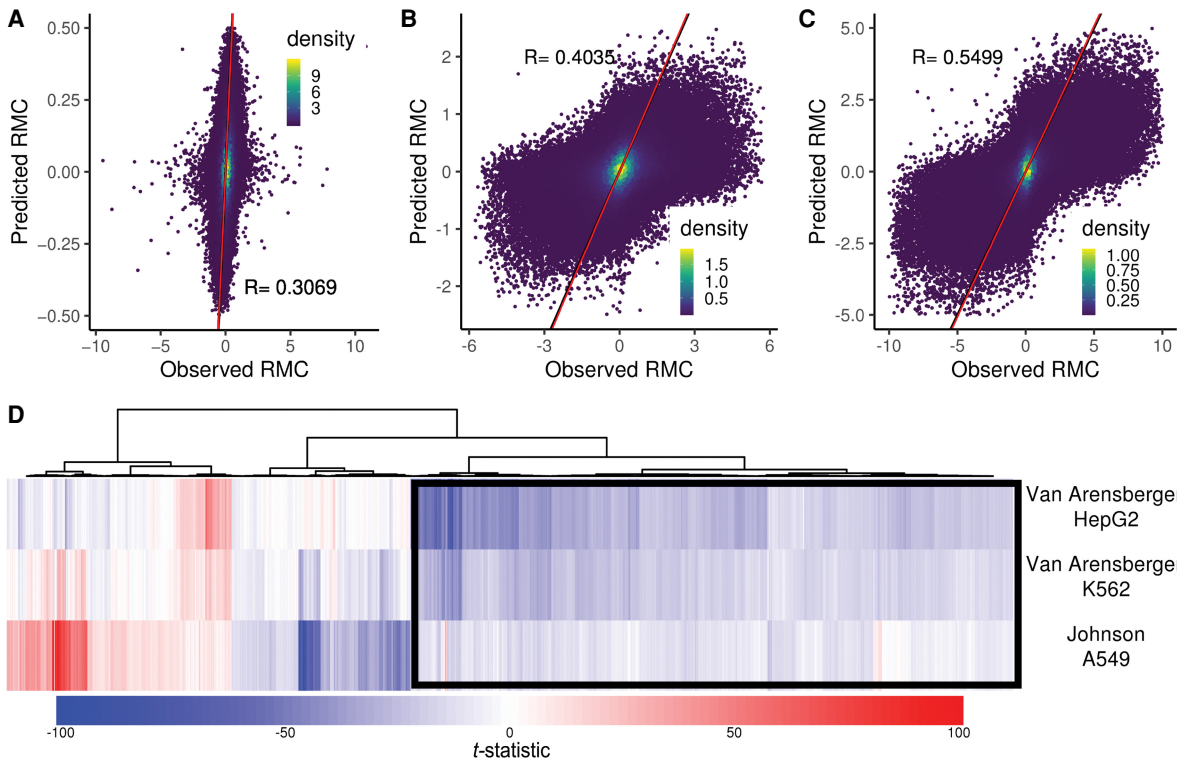 A
0.50
0.25
0.00
−0.25
−0.50
−10
−5
0
5
10
Predicted RMC
Observed RMC
density
9
6
3
R= 0.3069
B
2
1
0
-1
-2
-6
-3
0
3
6
Predicted RMC
Observed RMC
R= 0.4035
density
1.5
1.0
0.5
C
5.0
2.5
0.0
-2.5
-5.0
-10
-5
0
5
10
Predicted RMC
Observed RMC
R= 0.5499
density
1.00
0.75
0.50
0.25
D
Van Arensberger
HepG2
Van Arensberger
K562
Johnson
A549
-100
-50
0
50
100
t-statistic